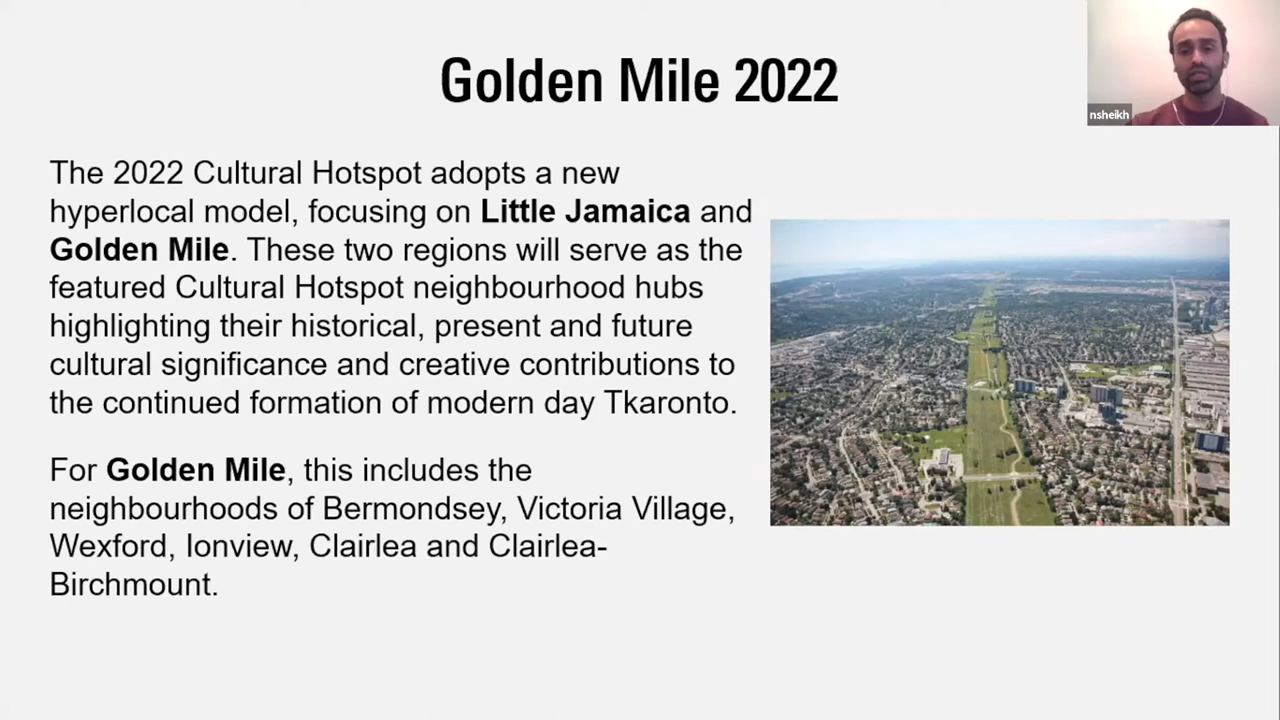 Golden Mile 2022
nsheikh
The 2022 Cultural Hotspot adopts a new
hyperlocal model, focusing on Little Jamaica and
Golden Mile. These two regions will serve as the
featured Cultural Hotspot neighbourhood hubs
highlighting their historical, present and future
cultural significance and creative contributions to
the continued formation of modern day Tkaronto.
For Golden Mile, this includes the
neighbourhoods of Bermondsey, Victoria Village,
Wexford, Ionview, Clairlea and Clairlea-
Birchmount.